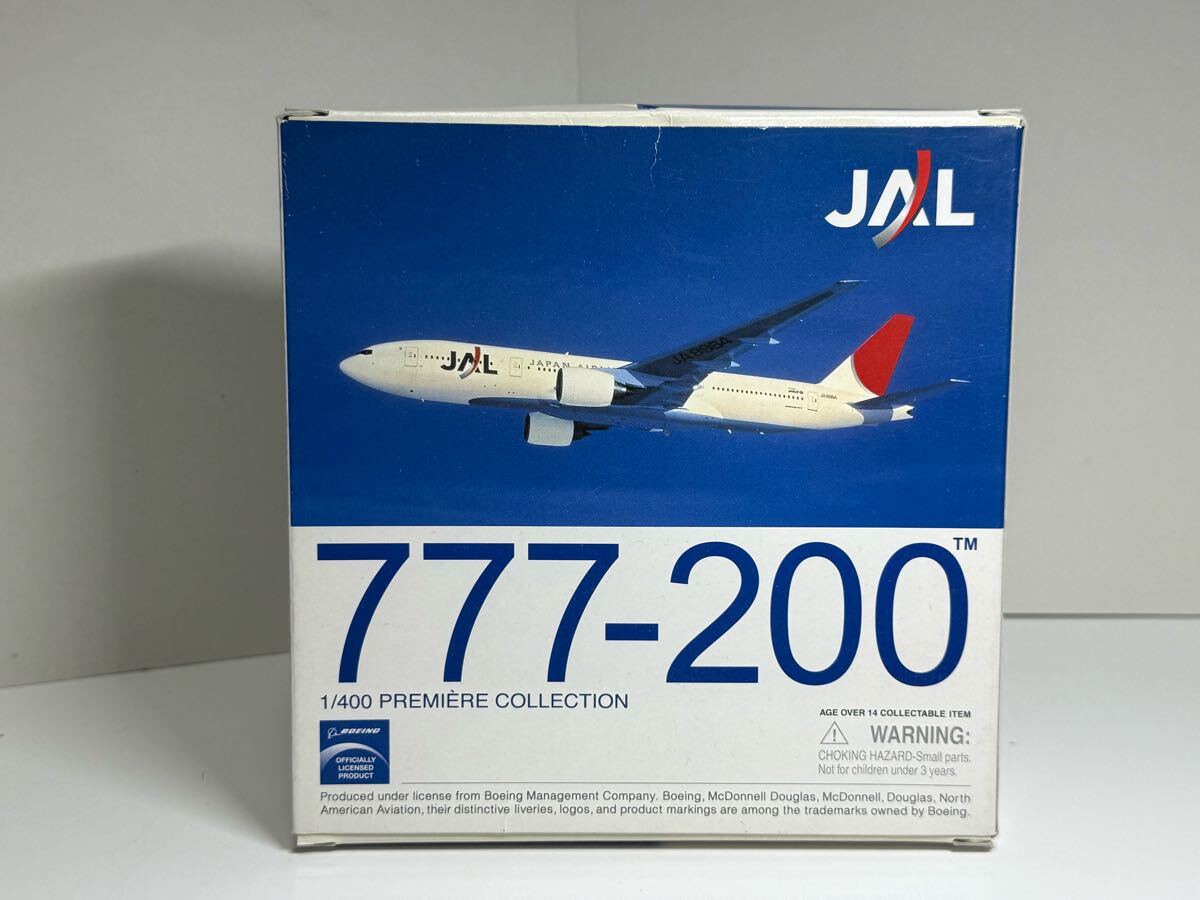 JAL
JAL
JAPAN AIRL
JA8954
JA8954
777-200™
1/400 PREMIÈRE COLLECTION
BOEING
OFFICIALLY
LICENSED
PRODUCT
AGE OVER 14 COLLECTABLE ITEM
WARNING:
CHOKING HAZARD-Small parts.
Not for children under 3 years.
Produced under license from Boeing Management Company. Boeing, McDonnell Douglas, McDonnell, Douglas, North
American Aviation, their distinctive liveries, logos, and product markings are among the trademarks owned by Boeing.